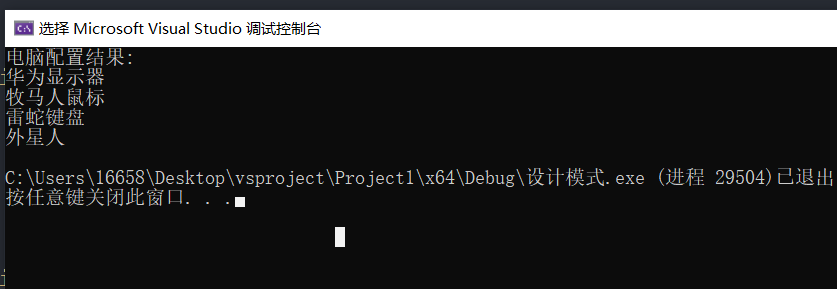 选择 Microsoft Visual Studio 调试控制台
电脑配置结果:
华为显示器
牧马人鼠标
雷蛇键盘
外星人
C:\Users\16658\Desktop\vsproject\Project1\x64\Debug\设计模式.exe (进程 29504)已退出
按任意键关闭此窗口. . .